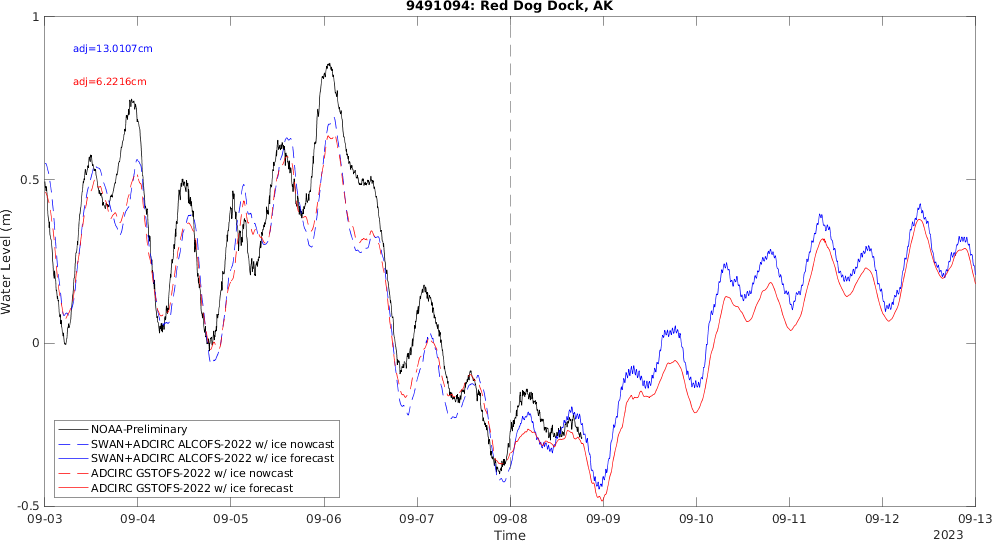 9491094: Red Dog Dock, AK
adj=13.0107cm
adj=6.2216cm
Water Level (m)
1
0.5
0
-0.5
NOAA-Preliminary
SWAN+ADCIRC ALCOFS-2022 w/ ice nowcast
SWAN+ADCIRC ALCOFS-2022 w/ ice forecast
ADCIRC GSTOFS-2022 w/ ice nowcast
ADCIRC GSTOFS-2022 w/ ice forecast
09-03 09-04 09-05 09-06 09-07 09-08 09-09 09-10 09-11 09-12 09-13
Time
2023